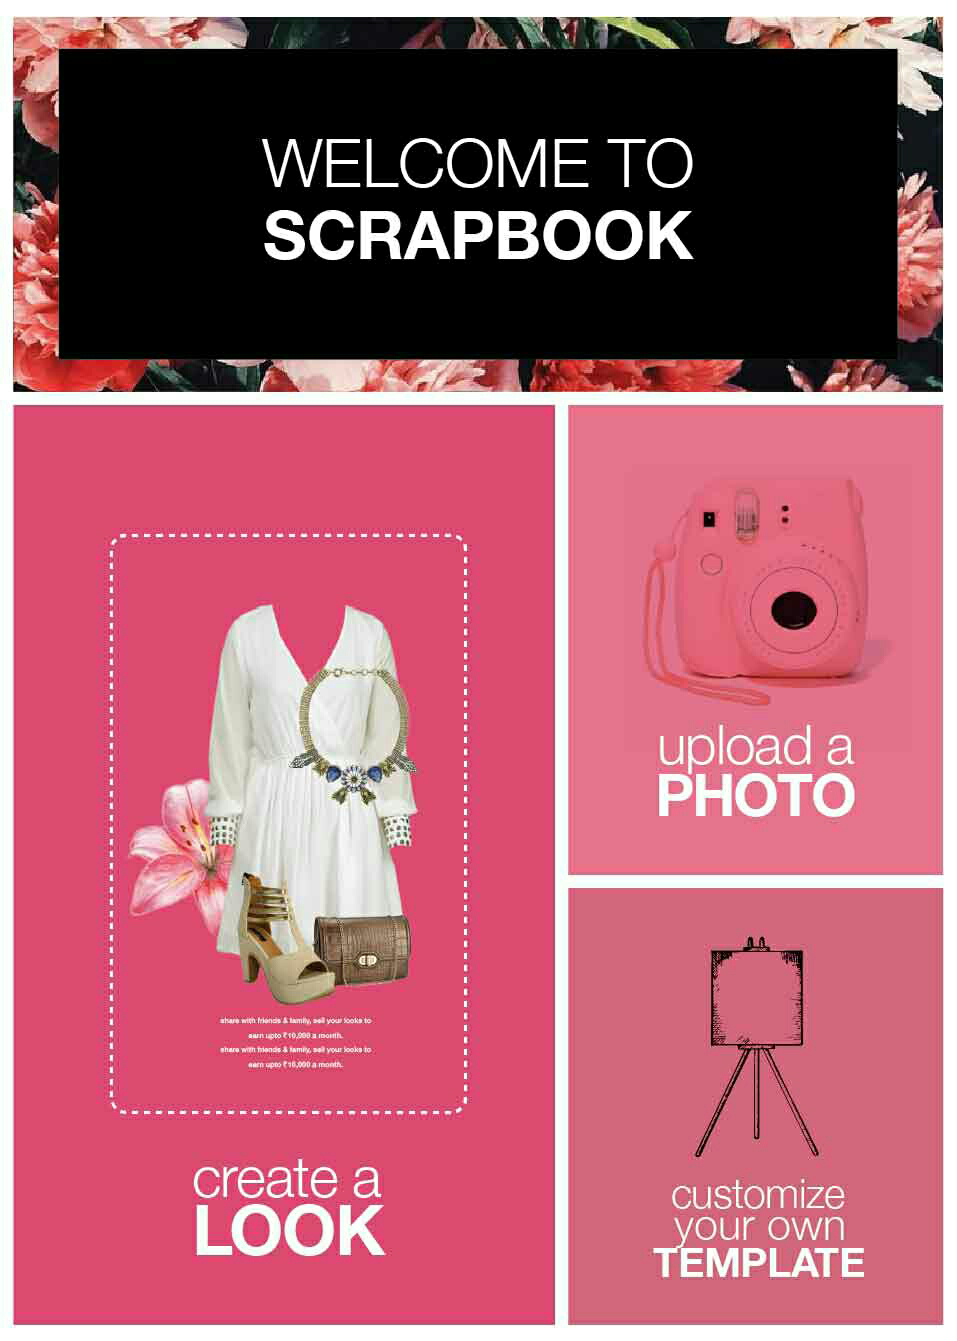 WELCOME TO
SCRAPBOOK
share with friends & family, sell your looks to
earn upto ₹10,000 a month.
share with friends & family, sell your looks to
earn upto ₹10,000 a month.
create a
LOOK
upload a
PHOTO
customize
your own
TEMPLATE